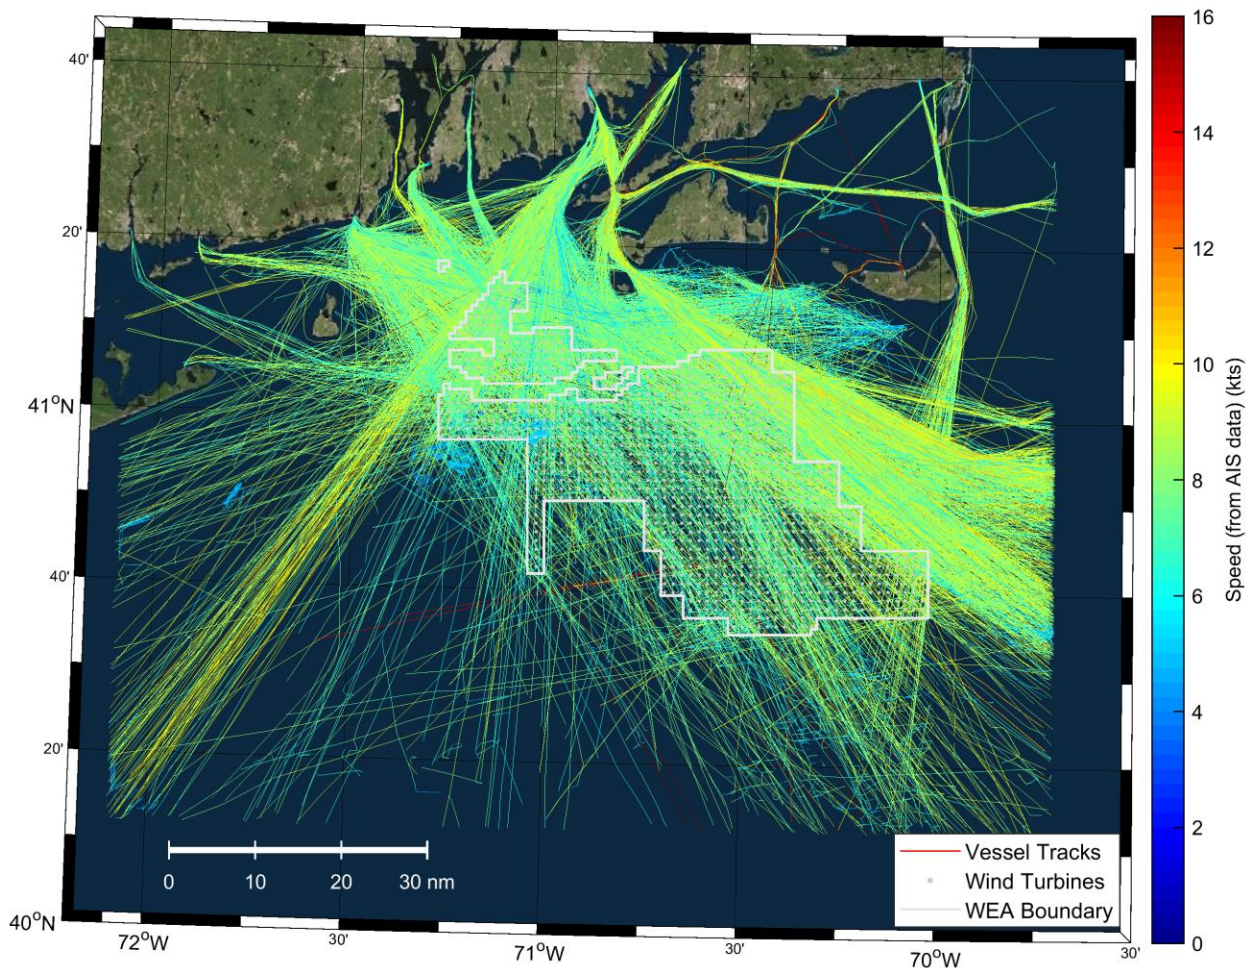 40'
20'
41°N
40'
20'
40°N
72°W
30'
71°W
30'
70°W
30'
0 10 20 30 nm
Vessel Tracks
Wind Turbines
WEA Boundary
16
14
12
10
8
6
4
2
0
Speed (from AIS data) (kts)